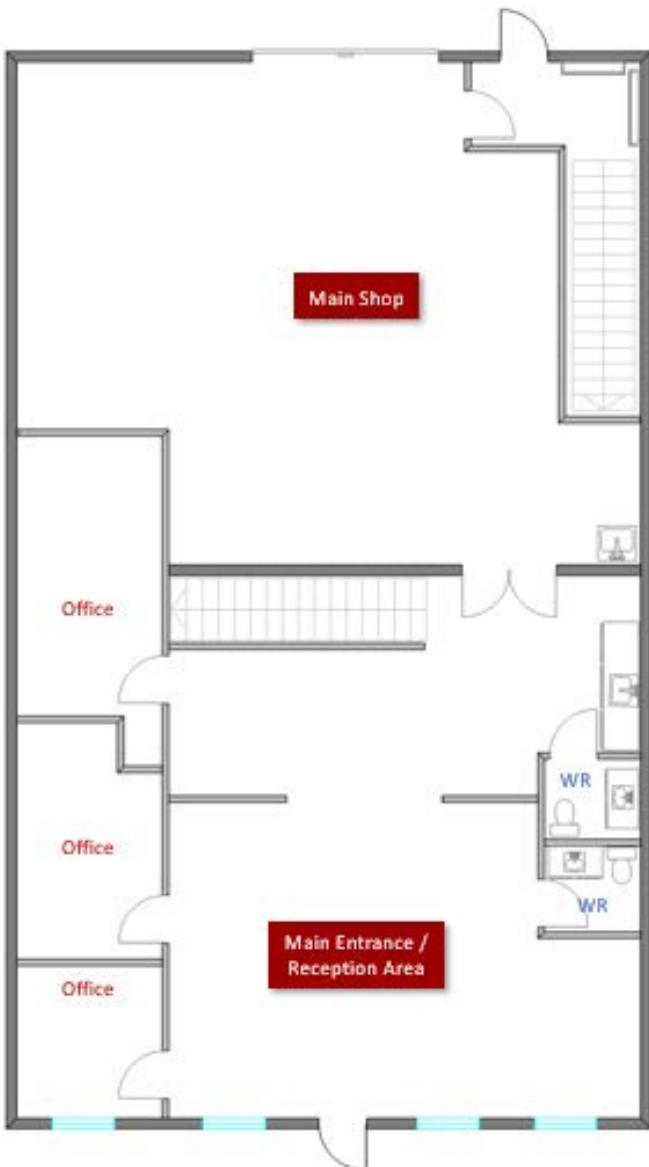 Main Shop
Office
Office
WR
WR
Main Entrance /
Reception Area
Office